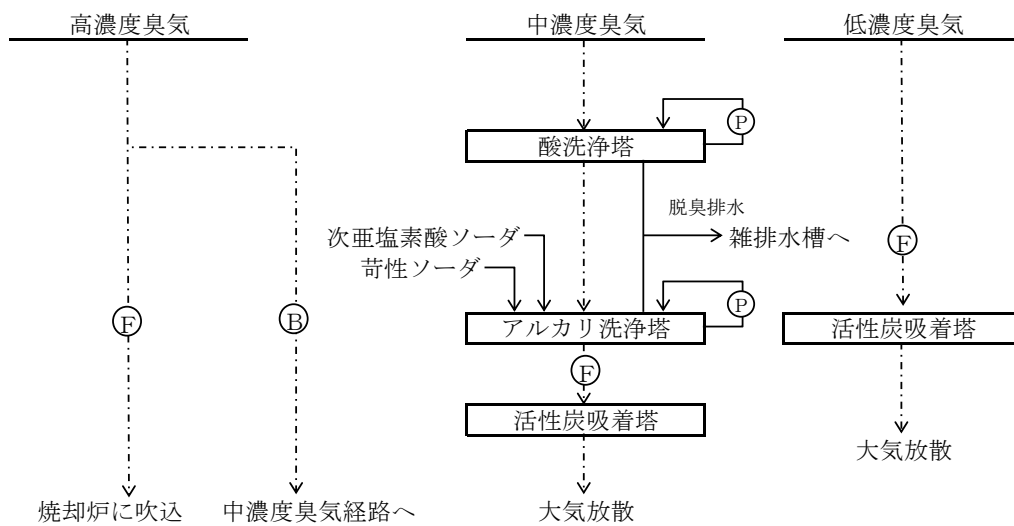 高濃度臭気
中濃度臭気
低濃度臭気
P
酸洗浄塔
脱臭排水
次亜塩素酸ソーダ
雑排水槽へ
苛性ソーダ
F
P
F
B
アルカリ洗浄塔
活性炭吸着塔
F
活性炭吸着塔
大気放散
焼却炉に吹込
中濃度臭気経路へ
大気放散